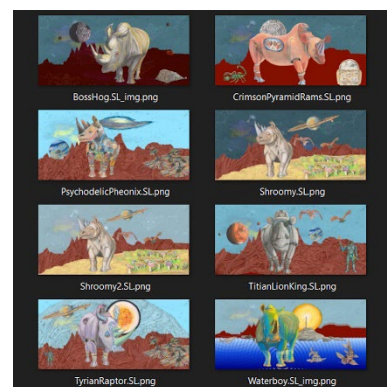 BossHog.SL_img.png
CrimsonPyramidRams.SL.png
PsychodelicPheonix.SL.png
Shroomy.SL.png
Shroomy2.SL.png
TitianLionKing.SL.png
TyrianRaptor.SL.png
Waterboy.SL_img.png